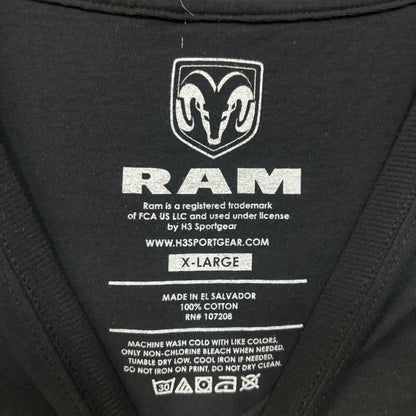 RAM
Ram is a registered trademark
of FCA US LLC and used under license
by H3 Sportgear
WWW.H3SPORTGEAR.COM
X-LARGE
MADE IN EL SALVADOR
100% COTTON
RN# 107208
MACHINE WASH COLD WITH LIKE COLORS,
ONLY NON-CHLORINE BLEACH WHEN NEEDED.
TUMBLE DRY LOW, COOL IRON IF NEEDED.
DO NOT IRON ON PRINT, DO NOT DRY CLEAN.
30